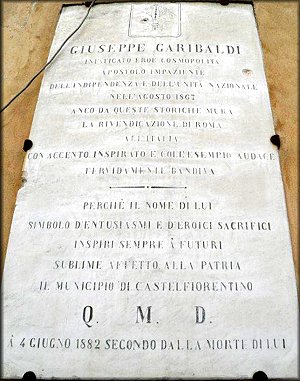 GIUSEPPE GARIBALDI
INFATICATO EROE COSMOPOLITA
APOSTOLO IMPAZIENTE
DELL'INDIPENDENZA E DELL'UNITÀ NAZIONALE
NELL'AGOSTO 1867
ANCO DA QUESTE STORICHE MURA
LA RIVENDICAZIONE DI ROMA
ALL'ITALIA
CON ACCENTO INSPIRATO E COLL'ESEMPIO AUDACE
FERVIDAMENTE BANDIVA
PERCHÈ IL NOME DI LUI
SIMBOLO D'ENTUSIASMI E D'EROICI SACRIFICI
INSPIRI SEMPRE À FUTURI
SUBLIME AFFETTO ALLA PATRIA
IL MUNICIPIO DI CASTELFIORENTINO
Q. M. D.
À 4 GIUGNO 1882 SECONDO DALLA MORTE DI LUI